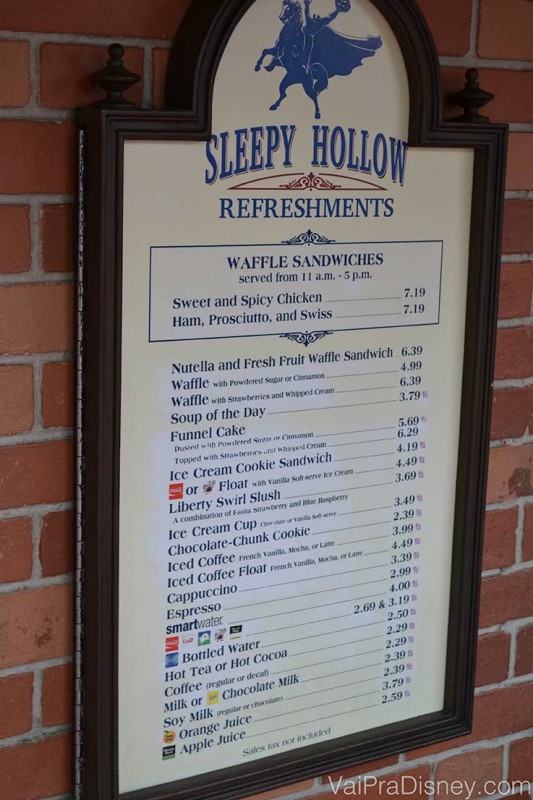 SLEEPY HOLLOW
REFRESHMENTS
WAFFLE SANDWICHES
served from 11 a.m. - 5 p.m.
Sweet and Spicy Chicken 7.19
Ham, Prosciutto, and Swiss 7.19
Nutella and Fresh Fruit Waffle Sandwich 6.39
Waffle with Powdered Sugar or Cinnamon 4.99
Waffle with Strawberries and Whipped Cream 6.39
Soup of the Day 3.79
Funnel Cake
Dusted with Powdered Sugar or Cinnamon 5.69
Topped with Strawberries and Whipped Cream 6.29
Ice Cream Cookie Sandwich 4.19
or Float with Vanilla Soft-serve Ice Cream 4.49
Liberty Swirl Slush 3.69
A combination of Fanta Strawberry and Blue Raspberry
Ice Cream Cup Chocolate or Vanilla Soft-serve 3.49
Chocolate-Chunk Cookie 2.39
Iced Coffee French Vanilla, Mocha, or Latte 3.99
Iced Coffee Float French Vanilla, Mocha, or Latte 4.49
Cappuccino 3.39
Espresso 2.99
smartwater 4.00
2.69 & 3.19
Bottled Water 2.50
Hot Tea or Hot Cocoa 2.29
Coffee (regular or decaf) 2.29
Milk or Chocolate Milk 2.39
Soy Milk (regular or chocolate) 2.39
Orange Juice 3.79
Apple Juice 2.59
Sales tax not included
VaiPraDisney.com